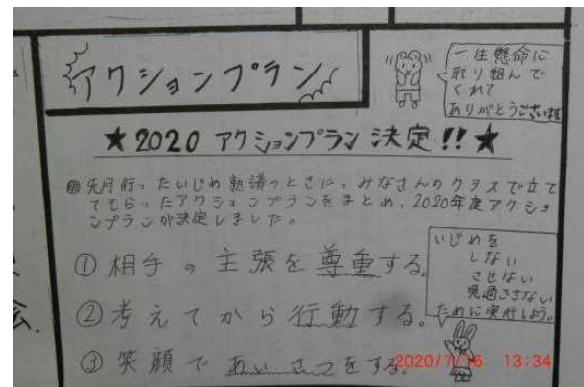 アクションプラン
一生懸命に
取り組んで
くれて
ありがとうございます
★2020 アクションプラン決定!!★
先月行ったいじめ熟議のときに、みなさんのクラスで立て
てもらったアクションプランをまとめ、2020年度アクショ
ンプランが決定しました。
①相手の主張を尊重する。
②考えてから行動する。
③笑顔であいさつをする。
いじめを
しない
させない
見過ごさない
ために実行しよう。
2020/7/16 13:34
会.